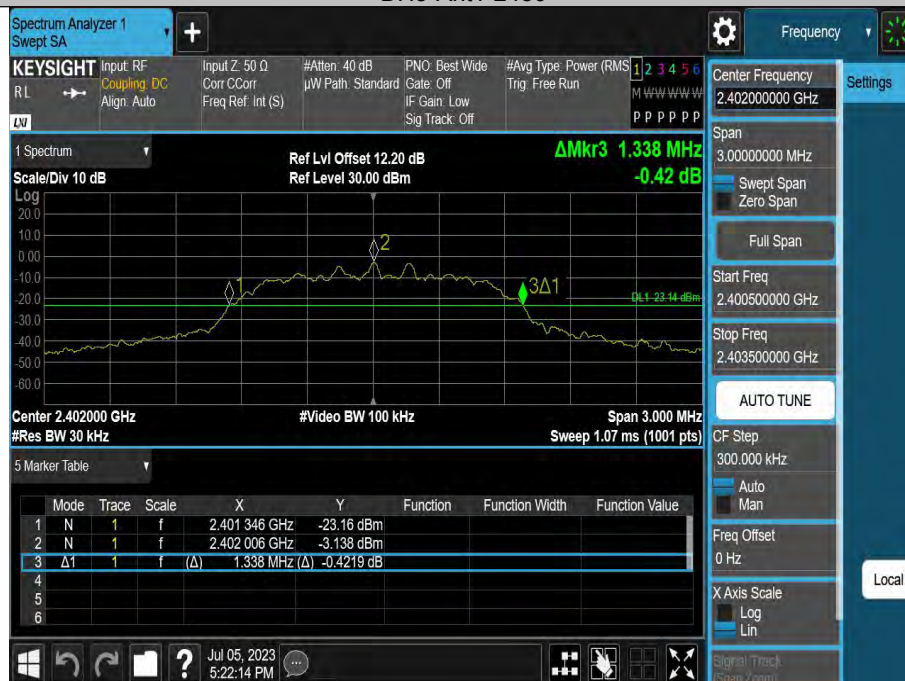 Spectrum Analyzer 1
Swept SA
+
Frequency
KEYSIGHT
RL
LXI
Input: RF
Coupling: DC
Align: Auto
Input Z: 50 Ω
Corr CCorr
Freq Ref: Int (S)
#Atten: 40 dB
µW Path: Standard
PNO: Best Wide
Gate: Off
IF Gain: Low
Sig Track: Off
#Avg Type: Power (RMS
Trig: Free Run
1 2 3 4 5 6
M W W W W W
P P P P P P
1 Spectrum
Scale/Div 10 dB
Ref Lvl Offset 12.20 dB
Ref Level 30.00 dBm
ΔMkr3 1.338 MHz
-0.42 dB
Log
20.0
10.0
0.00
-10.0
-20.0
-30.0
-40.0
-50.0
-60.0
1
2
3Δ1
DL1 -23.14 dBm
Center 2.402000 GHz
#Res BW 30 kHz
#Video BW 100 kHz
Span 3.000 MHz
Sweep 1.07 ms (1001 pts)
5 Marker Table
Mode Trace Scale X Y Function Function Width Function Value
1 N 1 f 2.401 346 GHz -23.16 dBm
2 N 1 f 2.402 006 GHz -3.138 dBm
3 Δ1 1 f (Δ) 1.338 MHz (Δ) -0.4219 dB
4
5
6
?
Jul 05, 2023
5:22:14 PM
Center Frequency
2.402000000 GHz
Settings
Span
3.00000000 MHz
Swept Span
Zero Span
Full Span
Start Freq
2.400500000 GHz
Stop Freq
2.403500000 GHz
AUTO TUNE
CF Step
300.000 kHz
Auto
Man
Freq Offset
0 Hz
Local
X Axis Scale
Log
Lin
Signal Track
(Span Zoom)